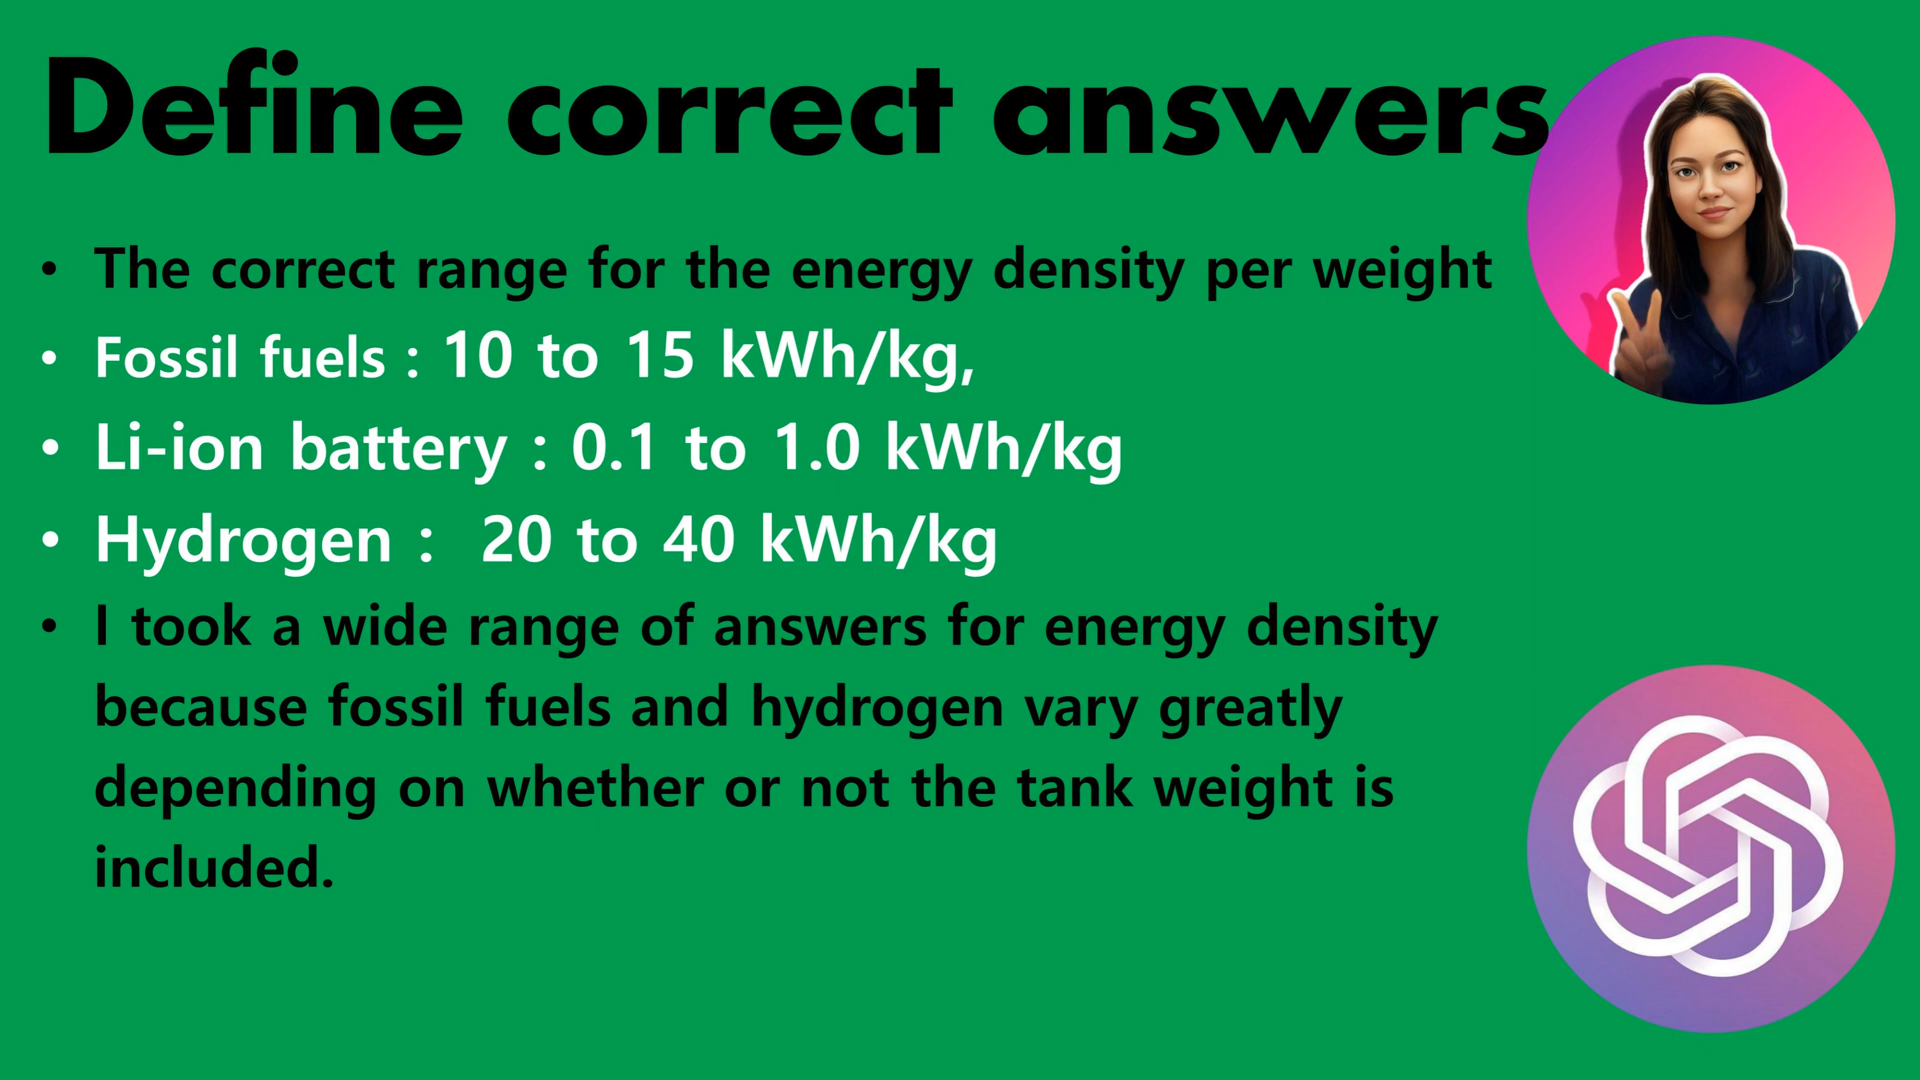 Define correct answers
• The correct range for the energy density per weight
• Fossil fuels : 10 to 15 kWh/kg,
• Li-ion battery : 0.1 to 1.0 kWh/kg
• Hydrogen :  20 to 40 kWh/kg
• I took a wide range of answers for energy density
because fossil fuels and hydrogen vary greatly
depending on whether or not the tank weight is
included.